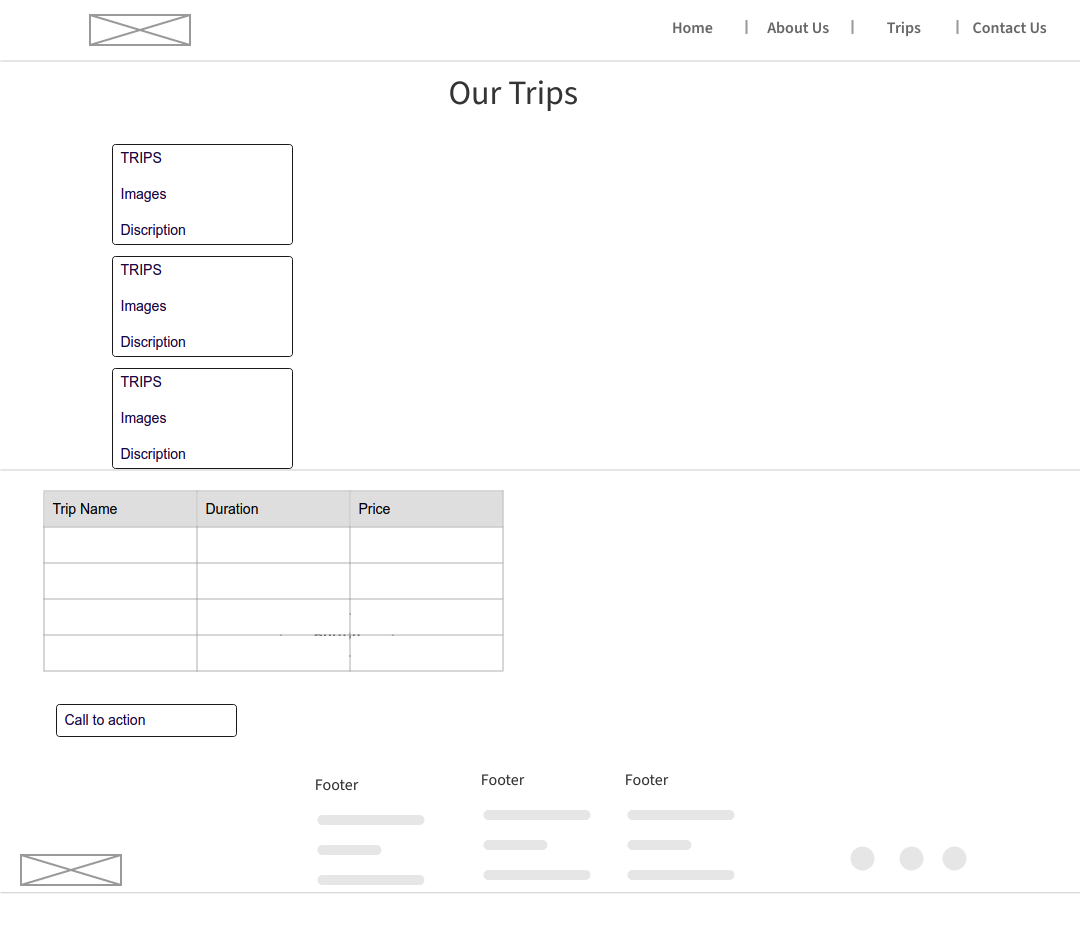 Home | About Us | Trips | Contact Us
Our Trips
TRIPS
Images
Discription
TRIPS
Images
Discription
TRIPS
Images
Discription
Trip Name Duration Price
Call to action
Footer Footer Footer